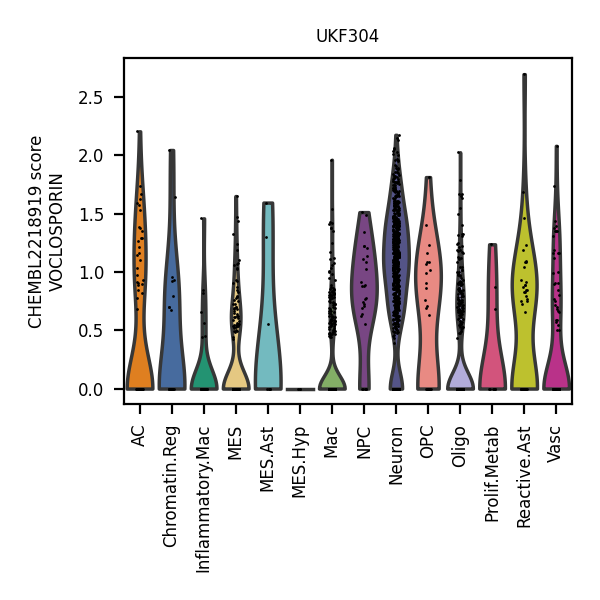 UKF304
CHEMBL2218919 score
VOCLOSPORIN
2.5
2.0
1.5
1.0
0.5
0.0
AC
Chromatin.Reg
Inflammatory.Mac
MES
MES.Ast
MES.Hyp
Mac
NPC
Neuron
OPC
Oligo
Prolif.Metab
Reactive.Ast
Vasc